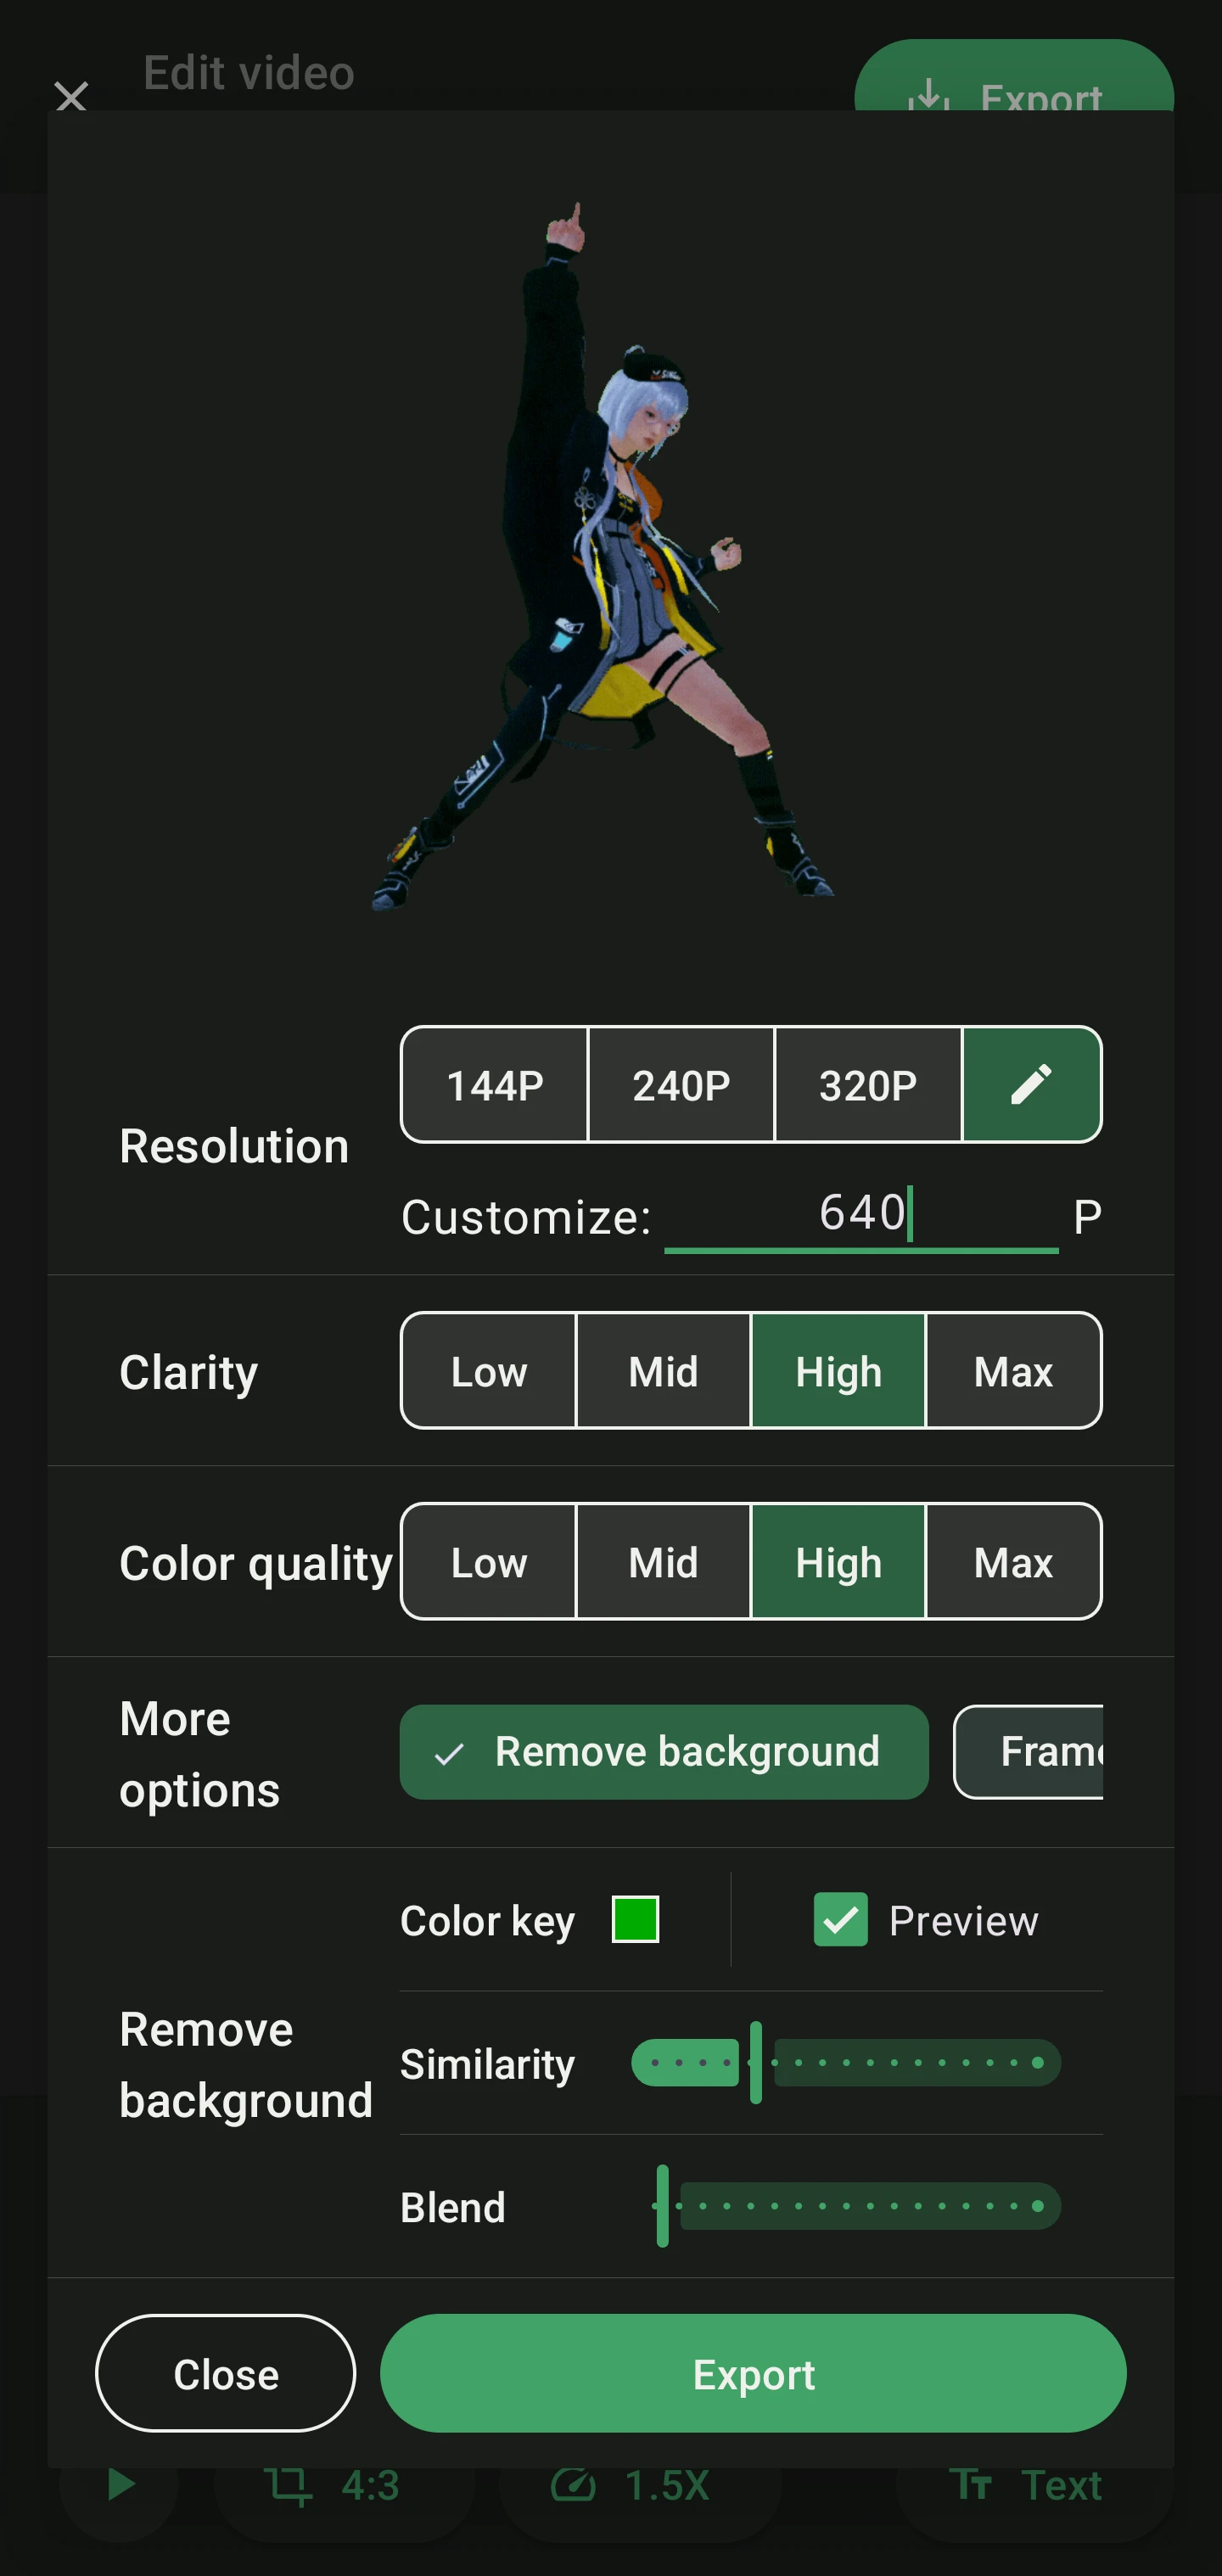 Edit video
Export
144P 240P 320P
Resolution
Customize: 640 P
Clarity Low Mid High Max
Color quality Low Mid High Max
More options
Remove background
Color key Preview
Remove background
Similarity
Blend
Close Export
4:3 1.5X Text